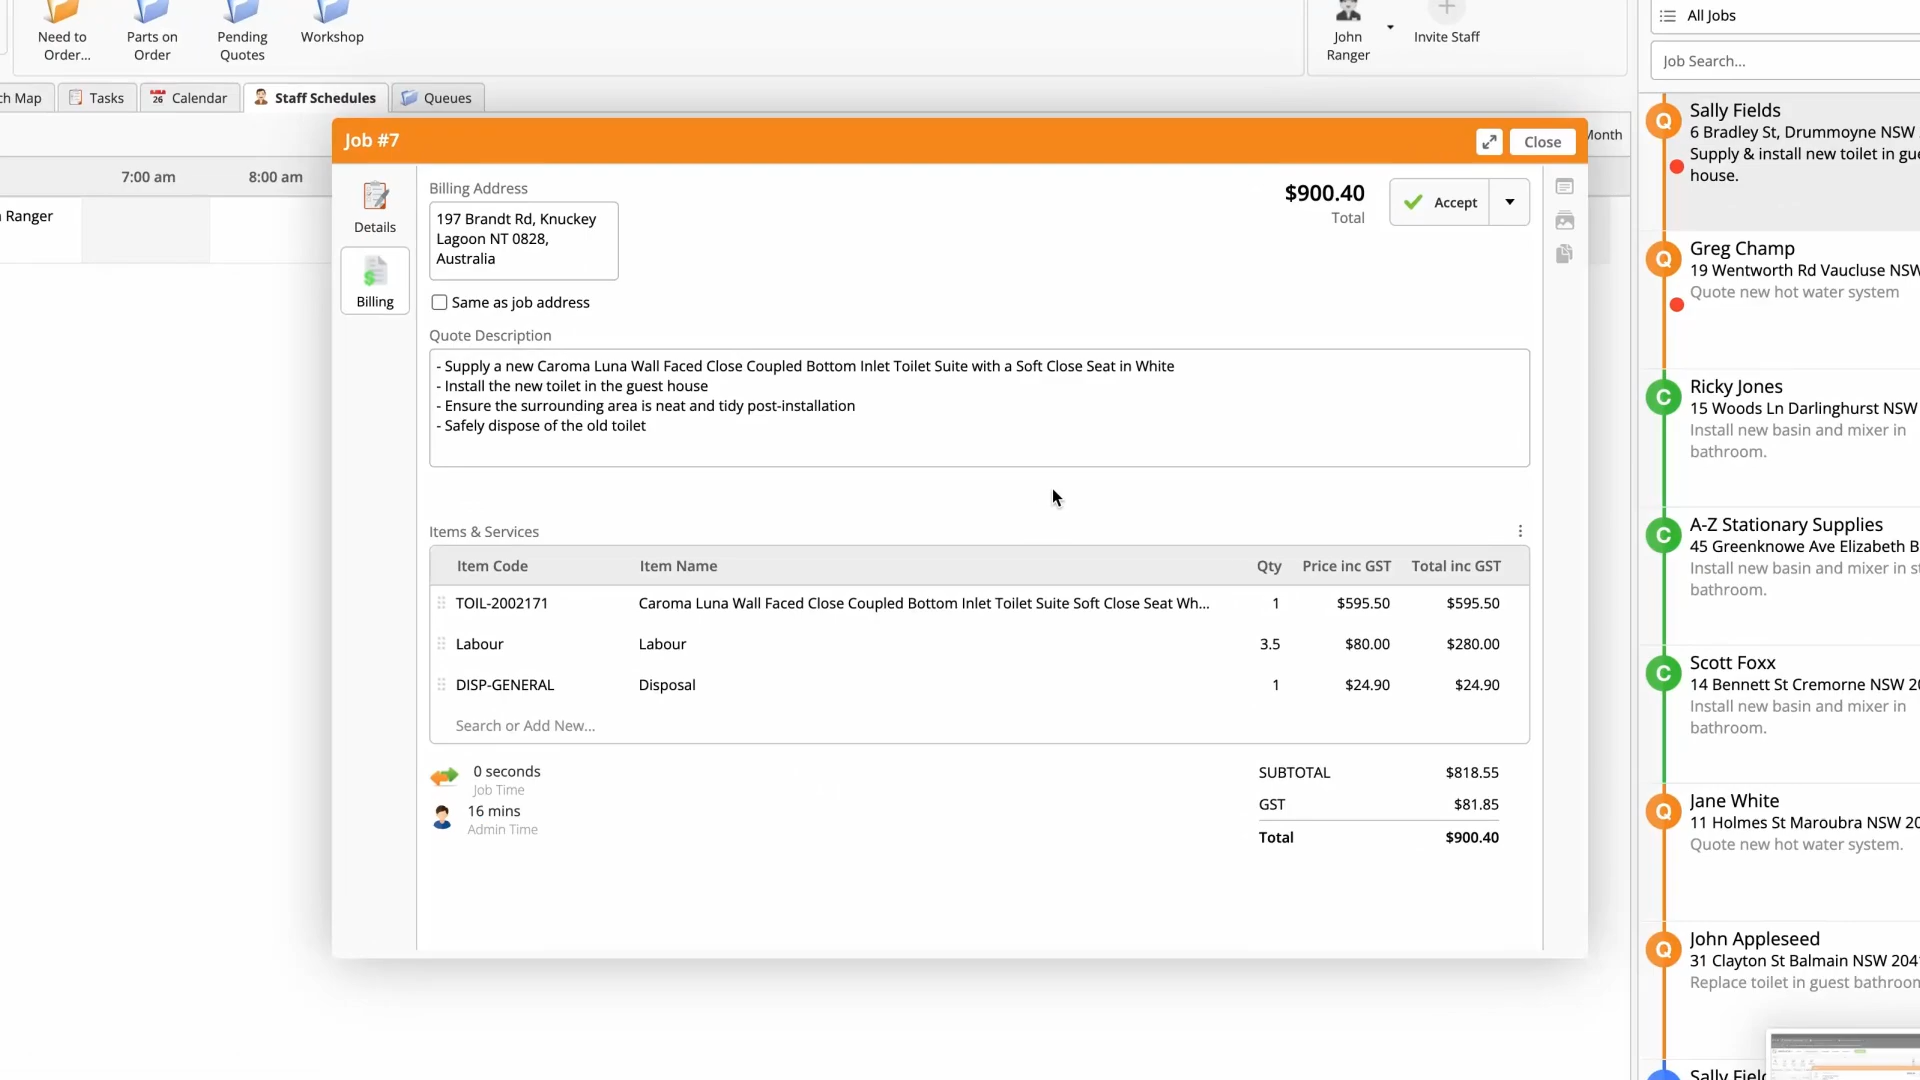 Need to
Order...
Parts on
Order
Pending
Quotes
Workshop
John
Ranger
Invite Staff
All Jobs
Job Search...
ch Map
Tasks
26
Calendar
Staff Schedules
Queues
Month
7:00 am
8:00 am
Ranger
Job #7
Close
Details
Billing
Billing Address
197 Brandt Rd, Knuckey
Lagoon NT 0828,
Australia
Same as job address
$900.40
Total
Accept
Quote Description
- Supply a new Caroma Luna Wall Faced Close Coupled Bottom Inlet Toilet Suite with a Soft Close Seat in White
- Install the new toilet in the guest house
- Ensure the surrounding area is neat and tidy post-installation
- Safely dispose of the old toilet
Items & Services
Item Code Item Name Qty Price inc GST Total inc GST
TOIL-2002171 Caroma Luna Wall Faced Close Coupled Bottom Inlet Toilet Suite Soft Close Seat Wh... 1 $595.50 $595.50
Labour Labour 3.5 $80.00 $280.00
DISP-GENERAL Disposal 1 $24.90 $24.90
Search or Add New...
0 seconds
Job Time
16 mins
Admin Time
SUBTOTAL $818.55
GST $81.85
Total $900.40
Q
Sally Fields
6 Bradley St, Drummoyne NSW
Supply & install new toilet in gue
house.
Q
Greg Champ
19 Wentworth Rd Vaucluse NSW
Quote new hot water system
C
Ricky Jones
15 Woods Ln Darlinghurst NSW
Install new basin and mixer in
bathroom.
C
A-Z Stationary Supplies
45 Greenknowe Ave Elizabeth B
Install new basin and mixer in st
bathroom.
C
Scott Foxx
14 Bennett St Cremorne NSW 20
Install new basin and mixer in
bathroom.
Q
Jane White
11 Holmes St Maroubra NSW 20
Quote new hot water system.
Q
John Appleseed
31 Clayton St Balmain NSW 204
Replace toilet in guest bathroom
Sally Field